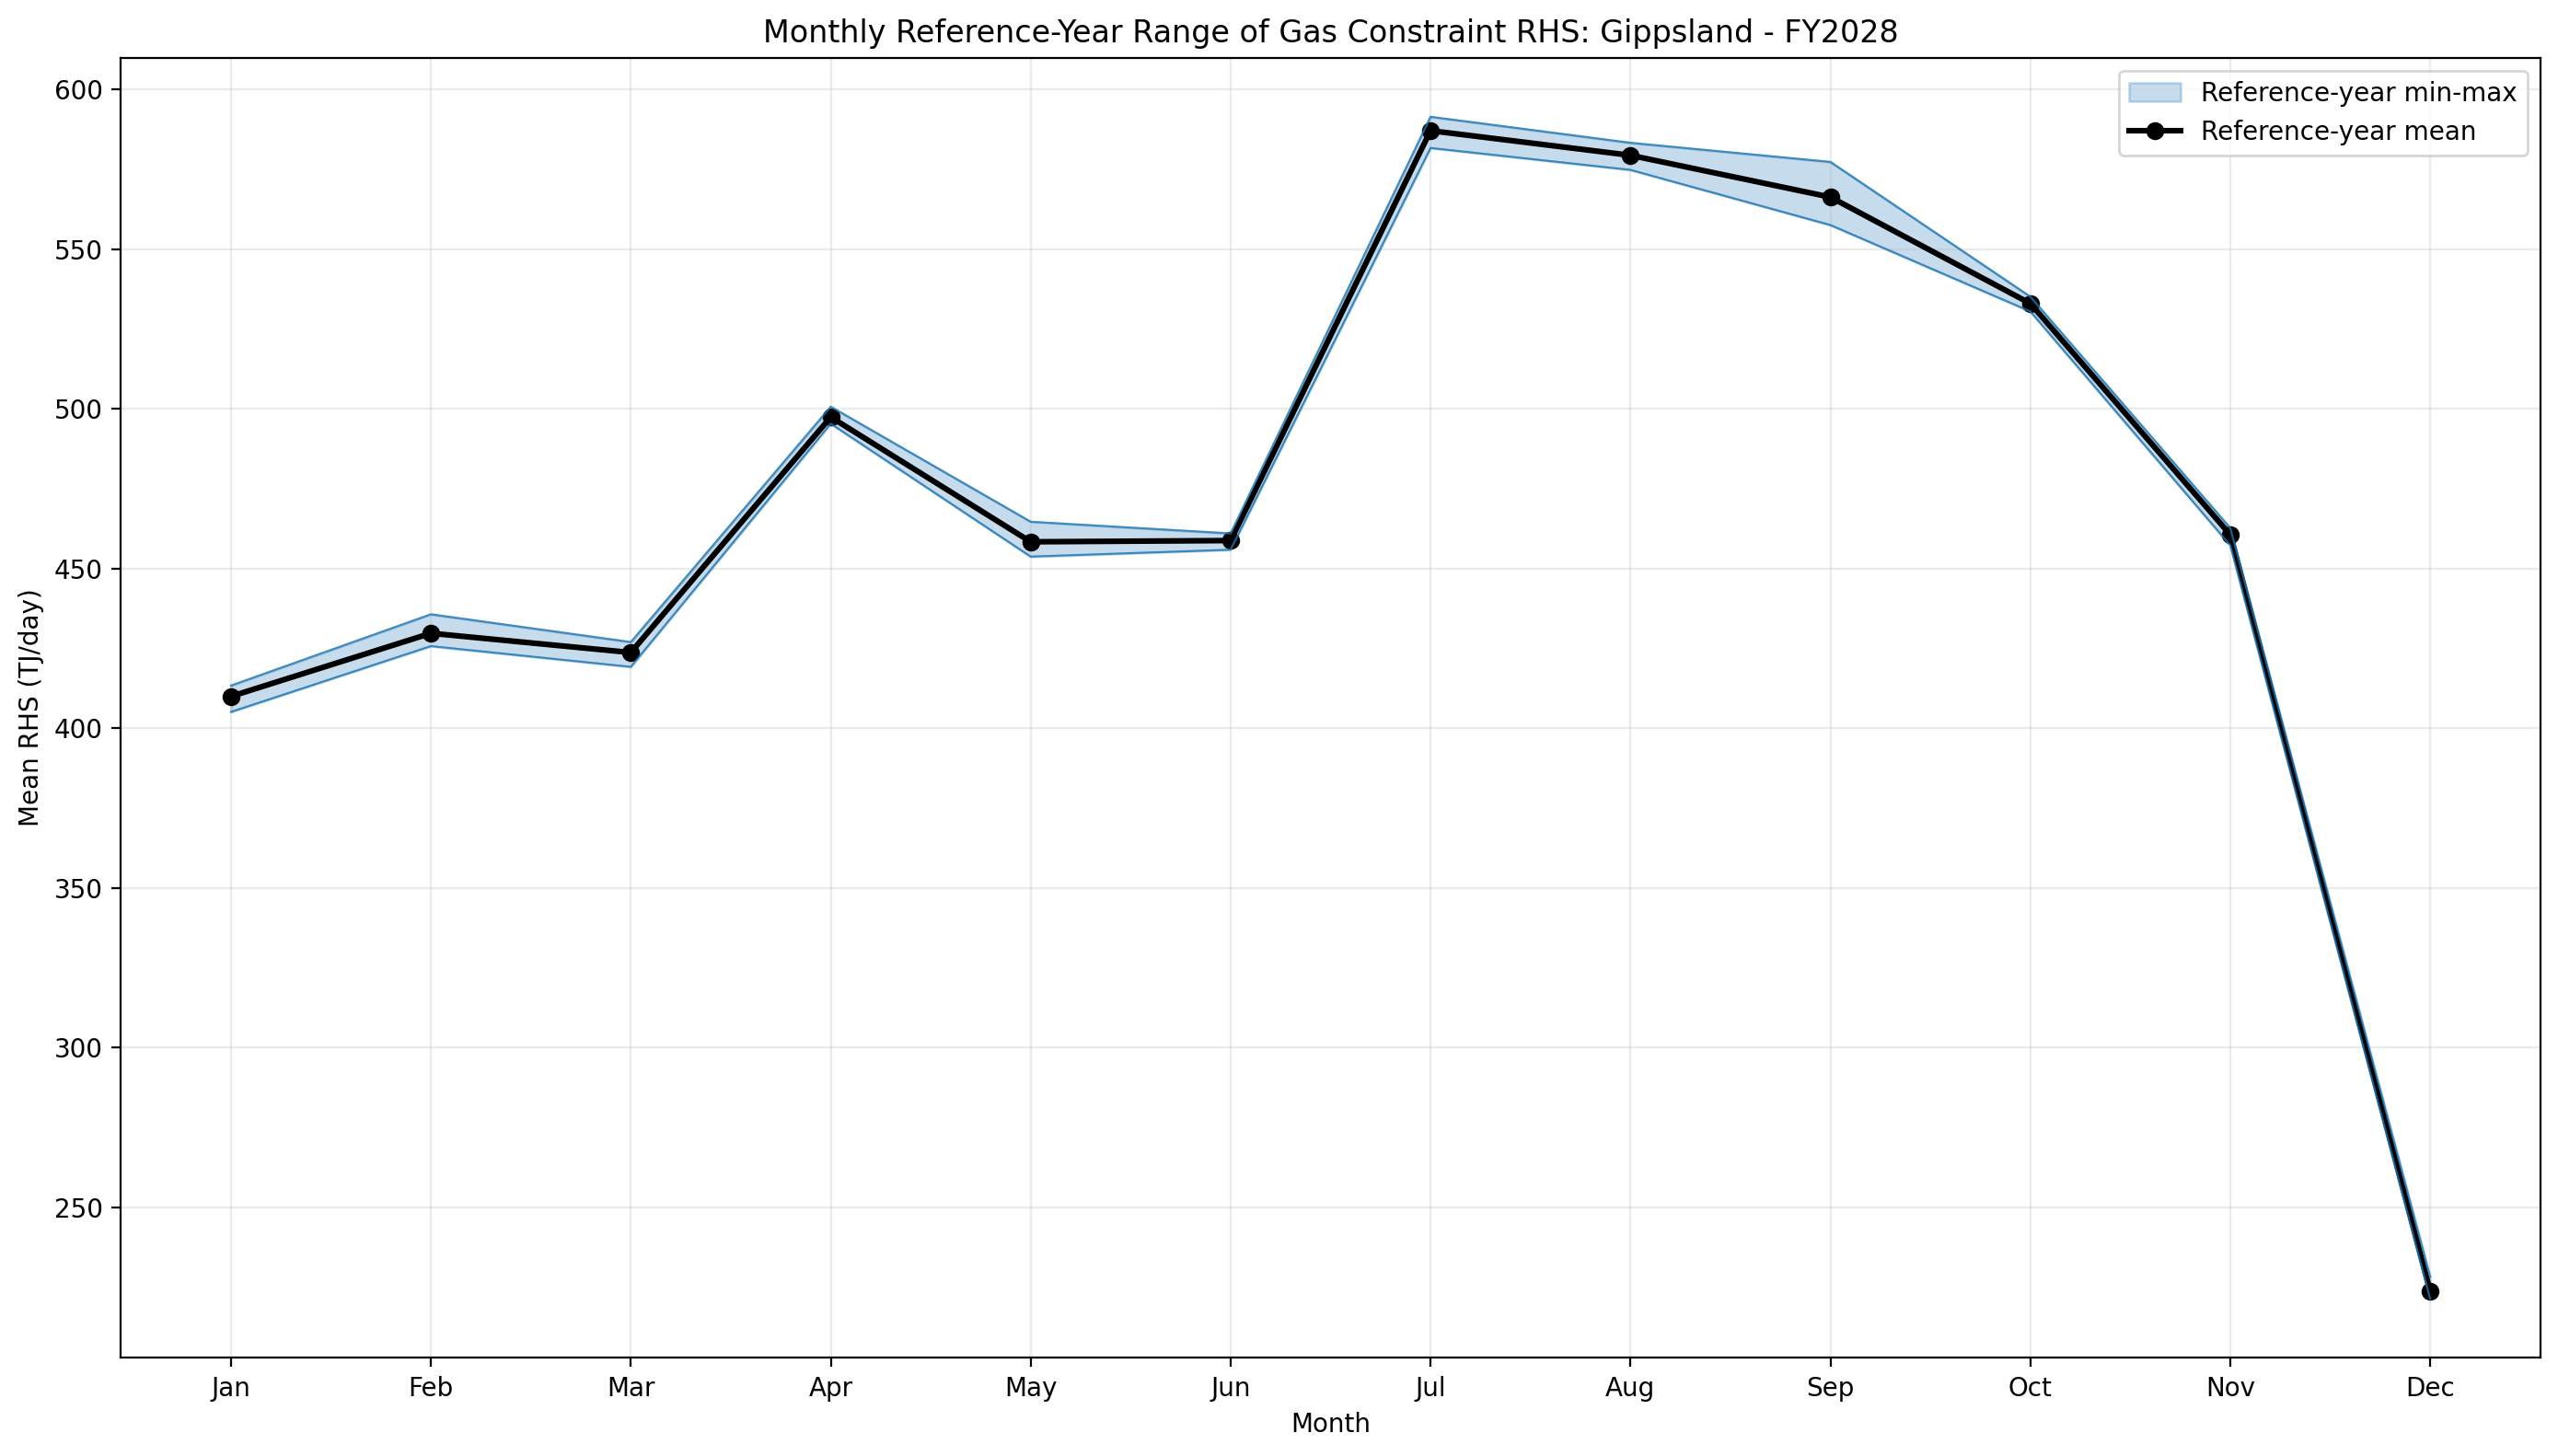 Monthly Reference-Year Range of Gas Constraint RHS: Gippsland - FY2028
Reference-year min-max
Reference-year mean
600
550
500
450
400
350
300
250
Mean RHS (TJ/day)
Jan Feb Mar Apr May Jun Jul Aug Sep Oct Nov Dec
Month